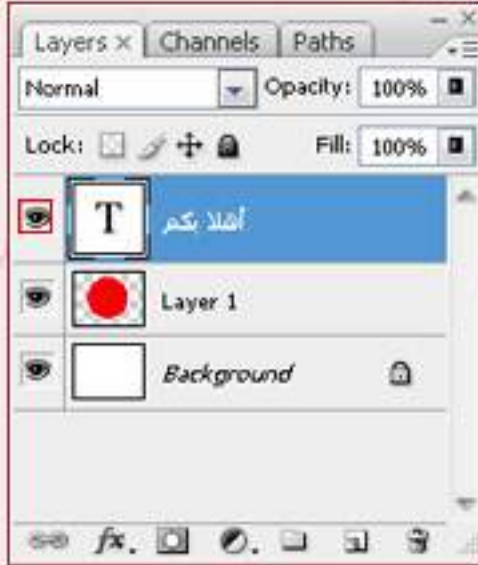 Layers × Channels Paths
Normal Opacity: 100%
Lock: Fill: 100%
T أهلا بكم
Layer 1
Background
fx.